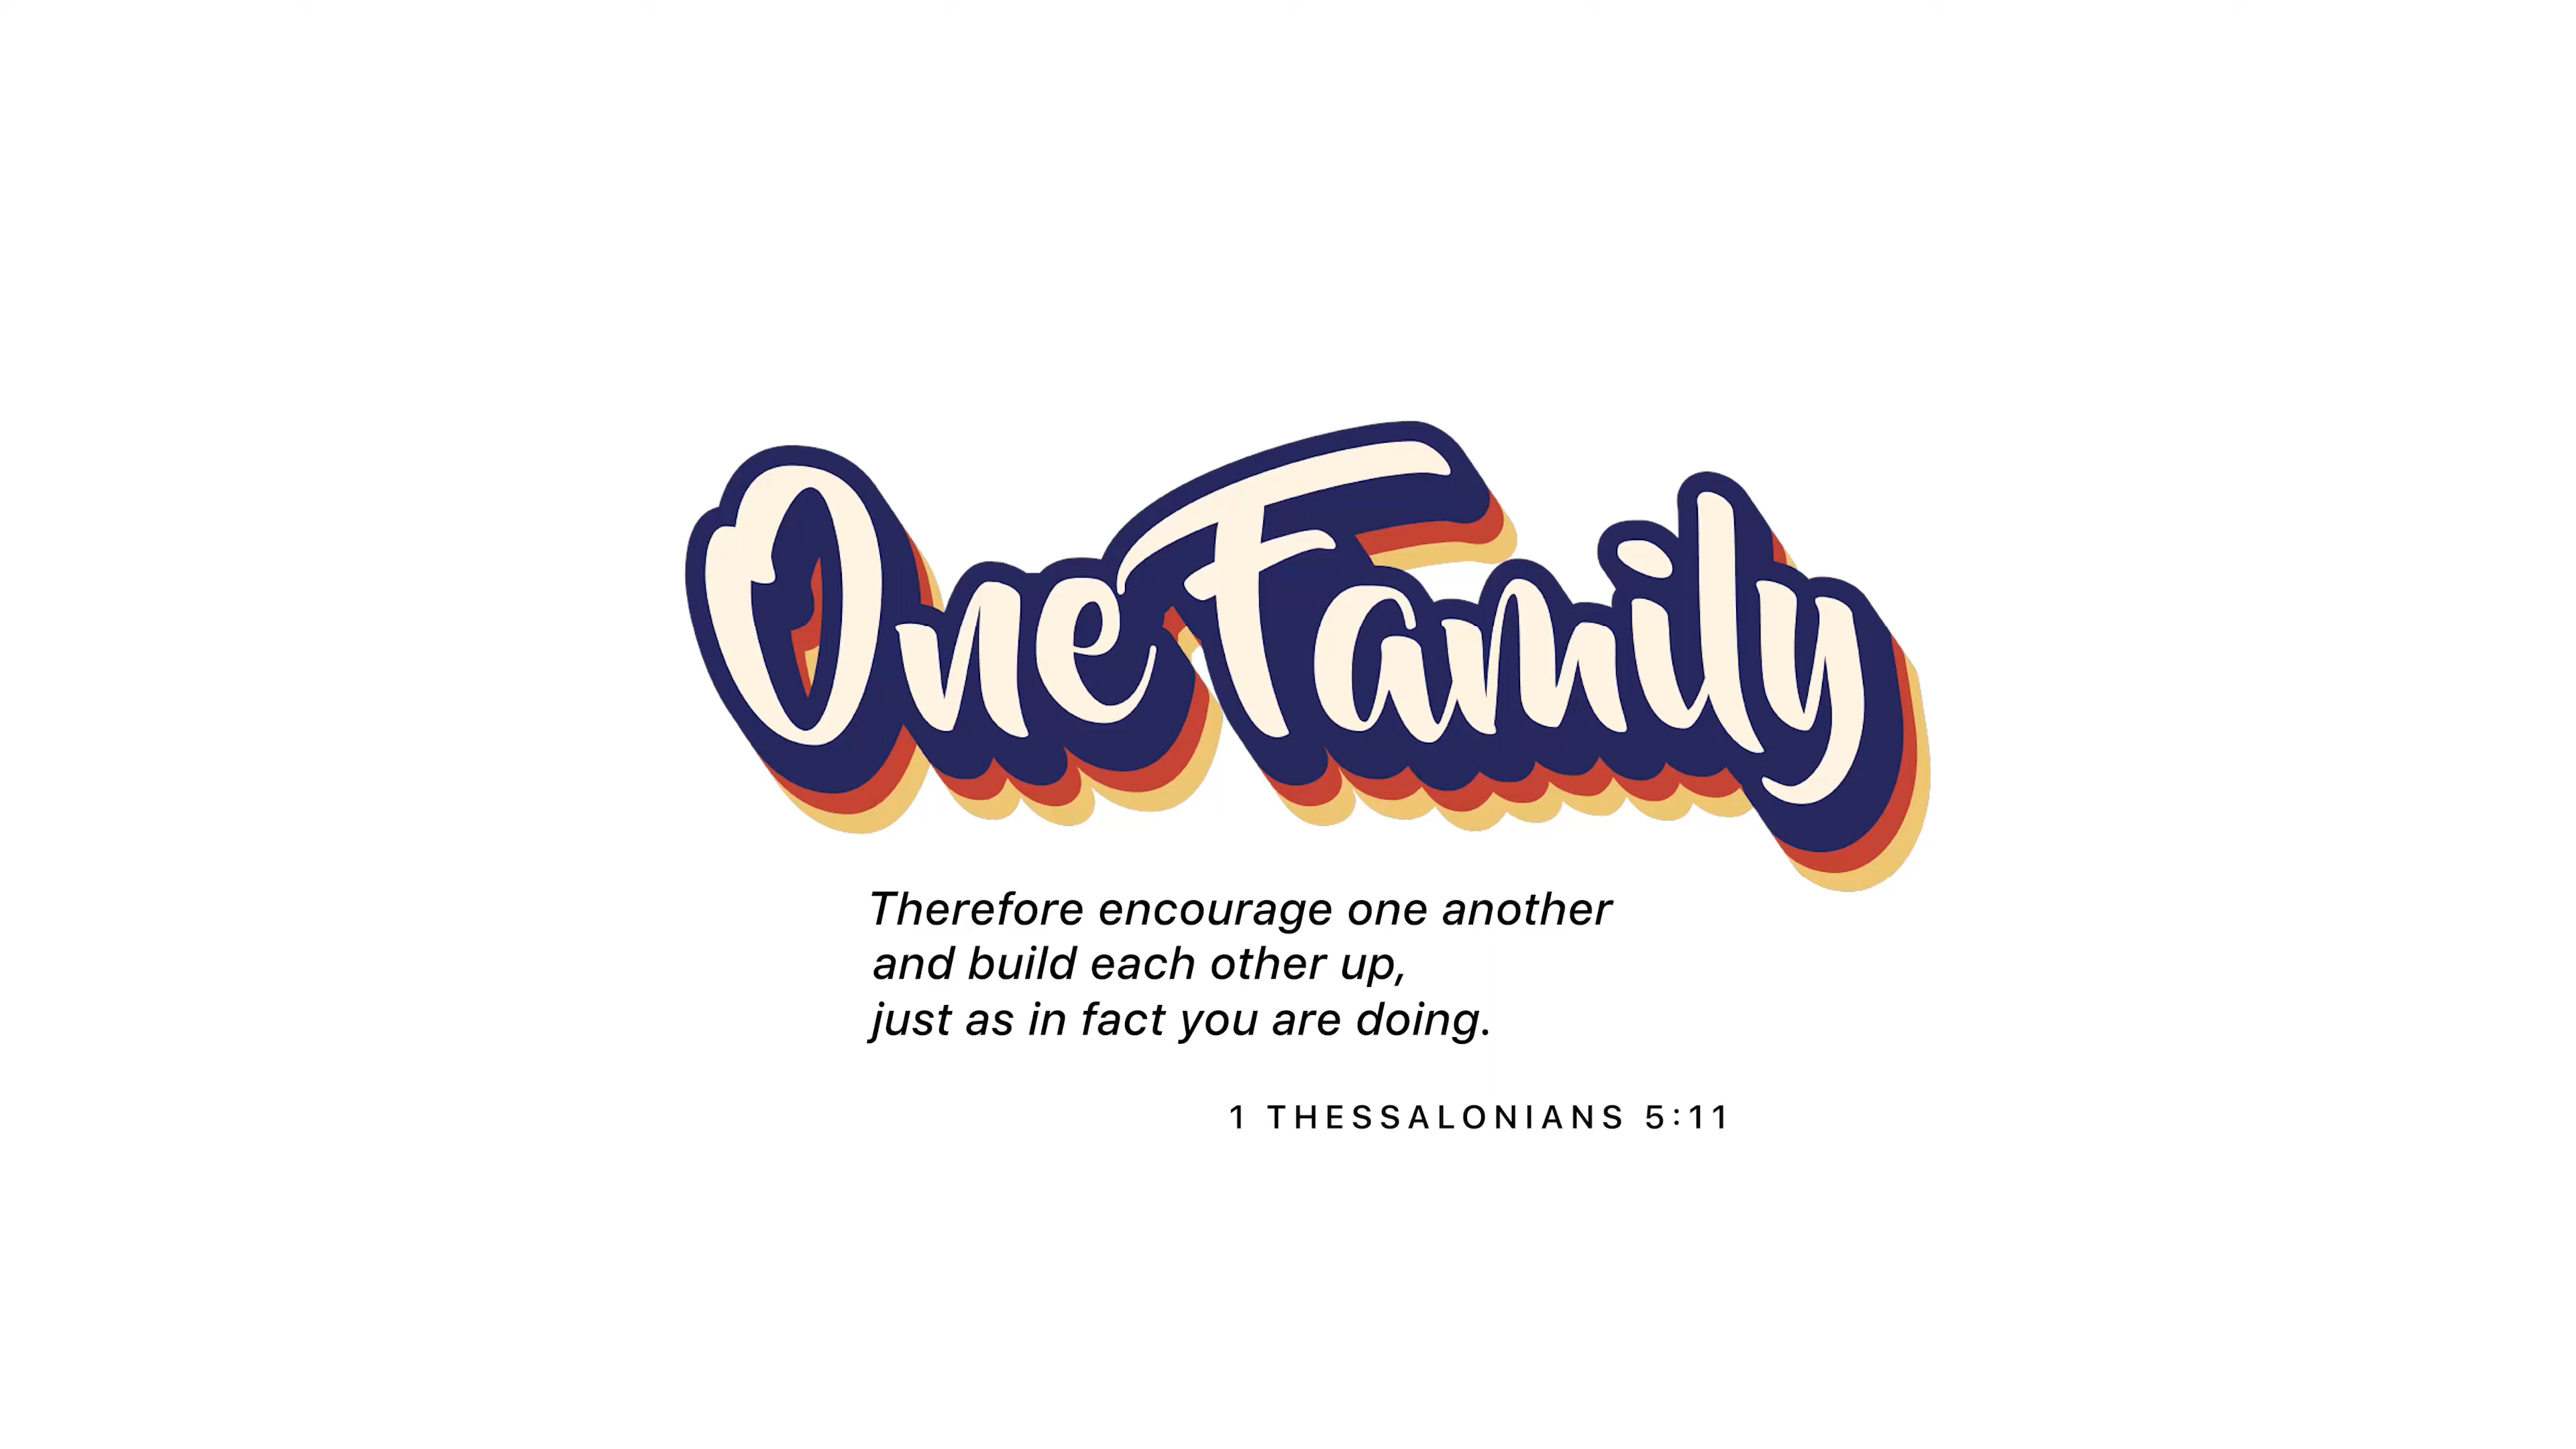 One Family
Therefore encourage one another
and build each other up,
just as in fact you are doing.
1 THESSALONIANS 5:11